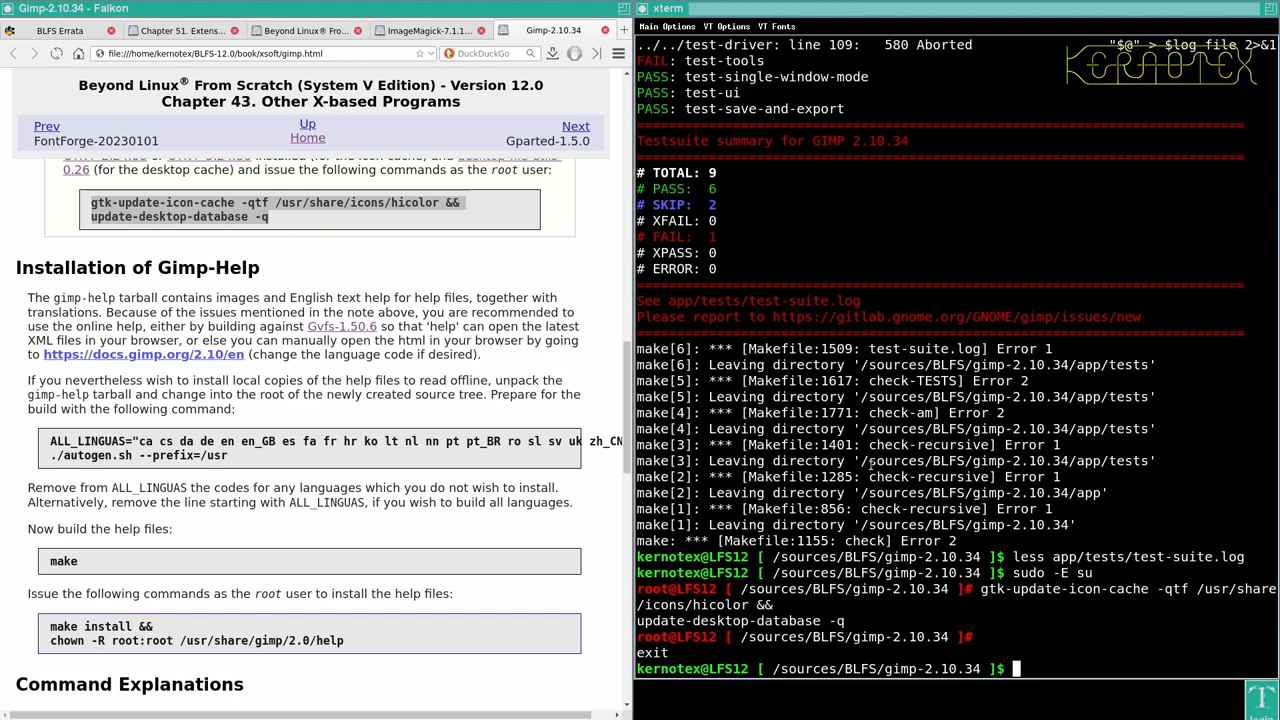 Gimp-2.10.34 - Falkon
BLFS Errata
Chapter 51. Extens...
Beyond Linux® Fro...
ImageMagick-7.1.1...
Gimp-2.10.34
file:///home/kernotex/BLFS-12.0/book/xsoft/gimp.html
DuckDuckGo
Beyond Linux® From Scratch (System V Edition) - Version 12.0
Chapter 43. Other X-based Programs
Prev
Up
Next
FontForge-20230101
Home
Gparted-1.5.0
0.26 (for the desktop cache) and issue the following commands as the root user:
gtk-update-icon-cache -qtf /usr/share/icons/hicolor &&
update-desktop-database -q
Installation of Gimp-Help
The gimp-help tarball contains images and English text help for help files, together with
translations. Because of the issues mentioned in the note above, you are recommended to
use the online help, either by building against Gvfs-1.50.6 so that 'help' can open the latest
XML files in your browser, or else you can manually open the html in your browser by going
to https://docs.gimp.org/2.10/en (change the language code if desired).
If you nevertheless wish to install local copies of the help files to read offline, unpack the
gimp-help tarball and change into the root of the newly created source tree. Prepare for the
build with the following command:
ALL_LINGUAS="ca cs da de en en_GB es fa fr hr ko lt nl nn pt pt_BR ro sl sv uk zh_CN
./autogen.sh --prefix=/usr
Remove from ALL_LINGUAS the codes for any languages which you do not wish to install.
Alternatively, remove the line starting with ALL_LINGUAS, if you wish to build all languages.
Now build the help files:
make
Issue the following commands as the root user to install the help files:
make install &&
chown -R root:root /usr/share/gimp/2.0/help
Command Explanations
xterm
Main Options VT Options VT Fonts
../../test-driver: line 109:   580 Aborted                 "$@" > $log_file 2>&1
KERNOTEX
FAIL: test-tools
PASS: test-single-window-mode
PASS: test-ui
PASS: test-save-and-export
============================================================================
Testsuite summary for GIMP 2.10.34
============================================================================
# TOTAL: 9
# PASS:  6
# SKIP:  2
# XFAIL: 0
# FAIL:  1
# XPASS: 0
# ERROR: 0
============================================================================
See app/tests/test-suite.log
Please report to https://gitlab.gnome.org/GNOME/gimp/issues/new
============================================================================
make[6]: *** [Makefile:1509: test-suite.log] Error 1
make[6]: Leaving directory '/sources/BLFS/gimp-2.10.34/app/tests'
make[5]: *** [Makefile:1617: check-TESTS] Error 2
make[5]: Leaving directory '/sources/BLFS/gimp-2.10.34/app/tests'
make[4]: *** [Makefile:1771: check-am] Error 2
make[4]: Leaving directory '/sources/BLFS/gimp-2.10.34/app/tests'
make[3]: *** [Makefile:1401: check-recursive] Error 1
make[3]: Leaving directory '/sources/BLFS/gimp-2.10.34/app/tests'
make[2]: *** [Makefile:1285: check-recursive] Error 1
make[2]: Leaving directory '/sources/BLFS/gimp-2.10.34/app'
make[1]: *** [Makefile:856: check-recursive] Error 1
make[1]: Leaving directory '/sources/BLFS/gimp-2.10.34'
make: *** [Makefile:1155: check] Error 2
kernotex@LFS12 [ /sources/BLFS/gimp-2.10.34 ]$ less app/tests/test-suite.log
kernotex@LFS12 [ /sources/BLFS/gimp-2.10.34 ]$ sudo -E su
root@LFS12 [ /sources/BLFS/gimp-2.10.34 ]# gtk-update-icon-cache -qtf /usr/share
/icons/hicolor &&
update-desktop-database -q
root@LFS12 [ /sources/BLFS/gimp-2.10.34 ]#
exit
kernotex@LFS12 [ /sources/BLFS/gimp-2.10.34 ]$